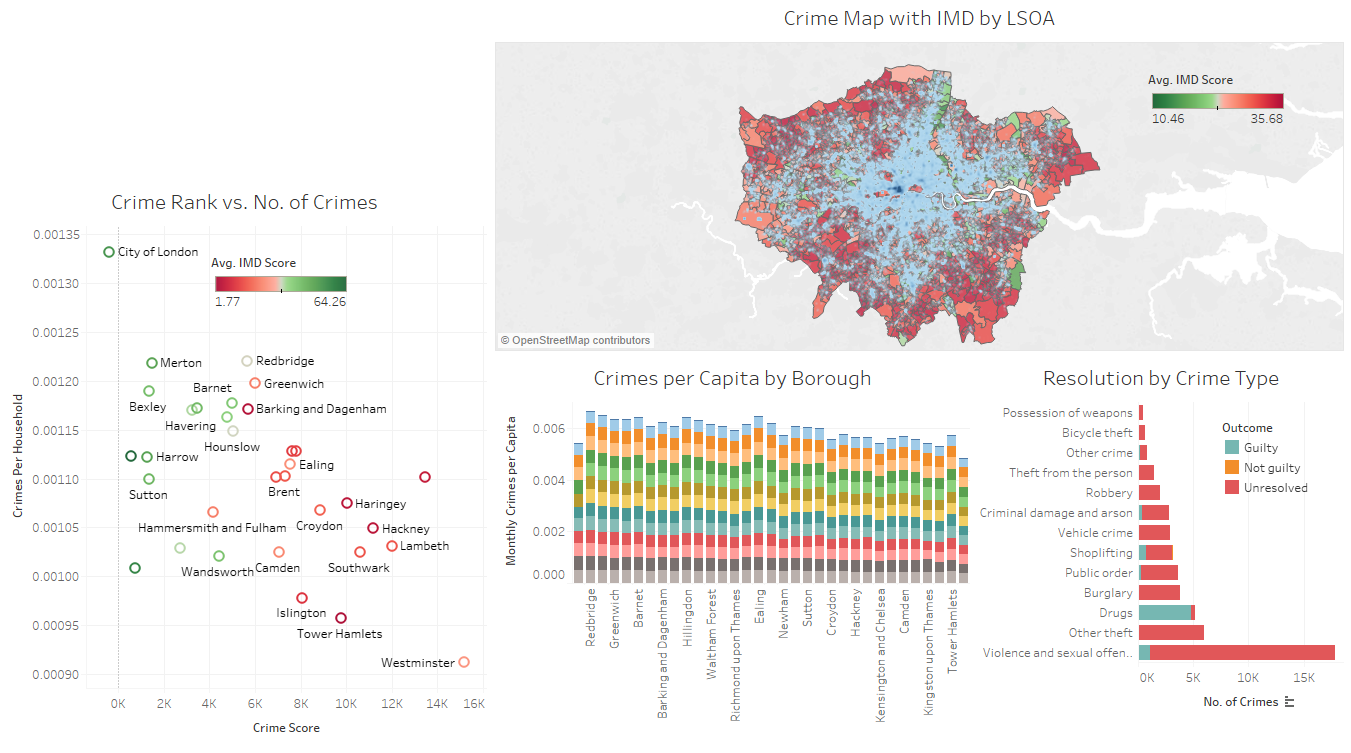 Crime Map with IMD by LSOA
Avg. IMD Score
10.46 35.68
© OpenStreetMap contributors
Crime Rank vs. No. of Crimes
Avg. IMD Score
1.77 64.26
Crimes Per Household
0.00135
0.00130
0.00125
0.00120
0.00115
0.00110
0.00105
0.00100
0.00095
0.00090
City of London
Merton
Redbridge
Barnet
Greenwich
Bexley
Barking and Dagenham
Havering
Hounslow
Harrow
Ealing
Sutton
Brent
Haringey
Hammersmith and Fulham
Croydon
Hackney
Lambeth
Wandsworth
Camden
Southwark
Islington
Tower Hamlets
Westminster
0K 2K 4K 6K 8K 10K 12K 14K 16K
Crime Score
Crimes per Capita by Borough
Monthly Crimes per Capita
0.006
0.004
0.002
0.000
Redbridge
Greenwich
Barnet
Barking and Dagenham
Hillingdon
Waltham Forest
Richmond upon Thames
Ealing
Newham
Sutton
Croydon
Hackney
Kensington and Chelsea
Camden
Kingston upon Thames
Tower Hamlets
Resolution by Crime Type
Possession of weapons
Bicycle theft
Other crime
Theft from the person
Robbery
Criminal damage and arson
Vehicle crime
Shoplifting
Public order
Burglary
Drugs
Other theft
Violence and sexual offen..
Outcome
Guilty
Not guilty
Unresolved
0K 5K 10K 15K
No. of Crimes